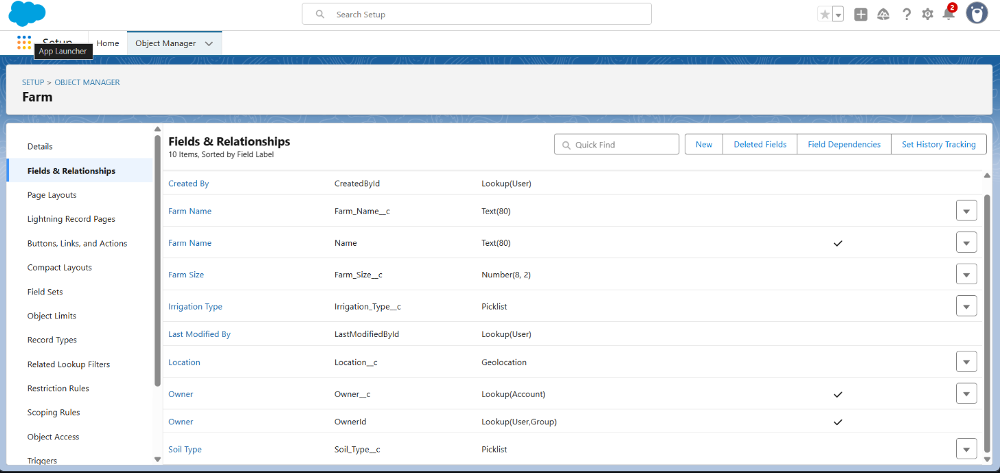 Search Setup
2
Setup
Home
Object Manager
App Launcher
SETUP > OBJECT MANAGER
Farm
Details
Fields & Relationships
Page Layouts
Lightning Record Pages
Buttons, Links, and Actions
Compact Layouts
Field Sets
Object Limits
Record Types
Related Lookup Filters
Restriction Rules
Scoping Rules
Object Access
Triggers
Fields & Relationships
10 Items, Sorted by Field Label
Quick Find
New
Deleted Fields
Field Dependencies
Set History Tracking
Created By CreatedById Lookup(User)
Farm Name Farm_Name__c Text(80)
Farm Name Name Text(80)
Farm Size Farm_Size__c Number(8, 2)
Irrigation Type Irrigation_Type__c Picklist
Last Modified By LastModifiedById Lookup(User)
Location Location__c Geolocation
Owner Owner__c Lookup(Account)
Owner OwnerId Lookup(User,Group)
Soil Type Soil_Type__c Picklist